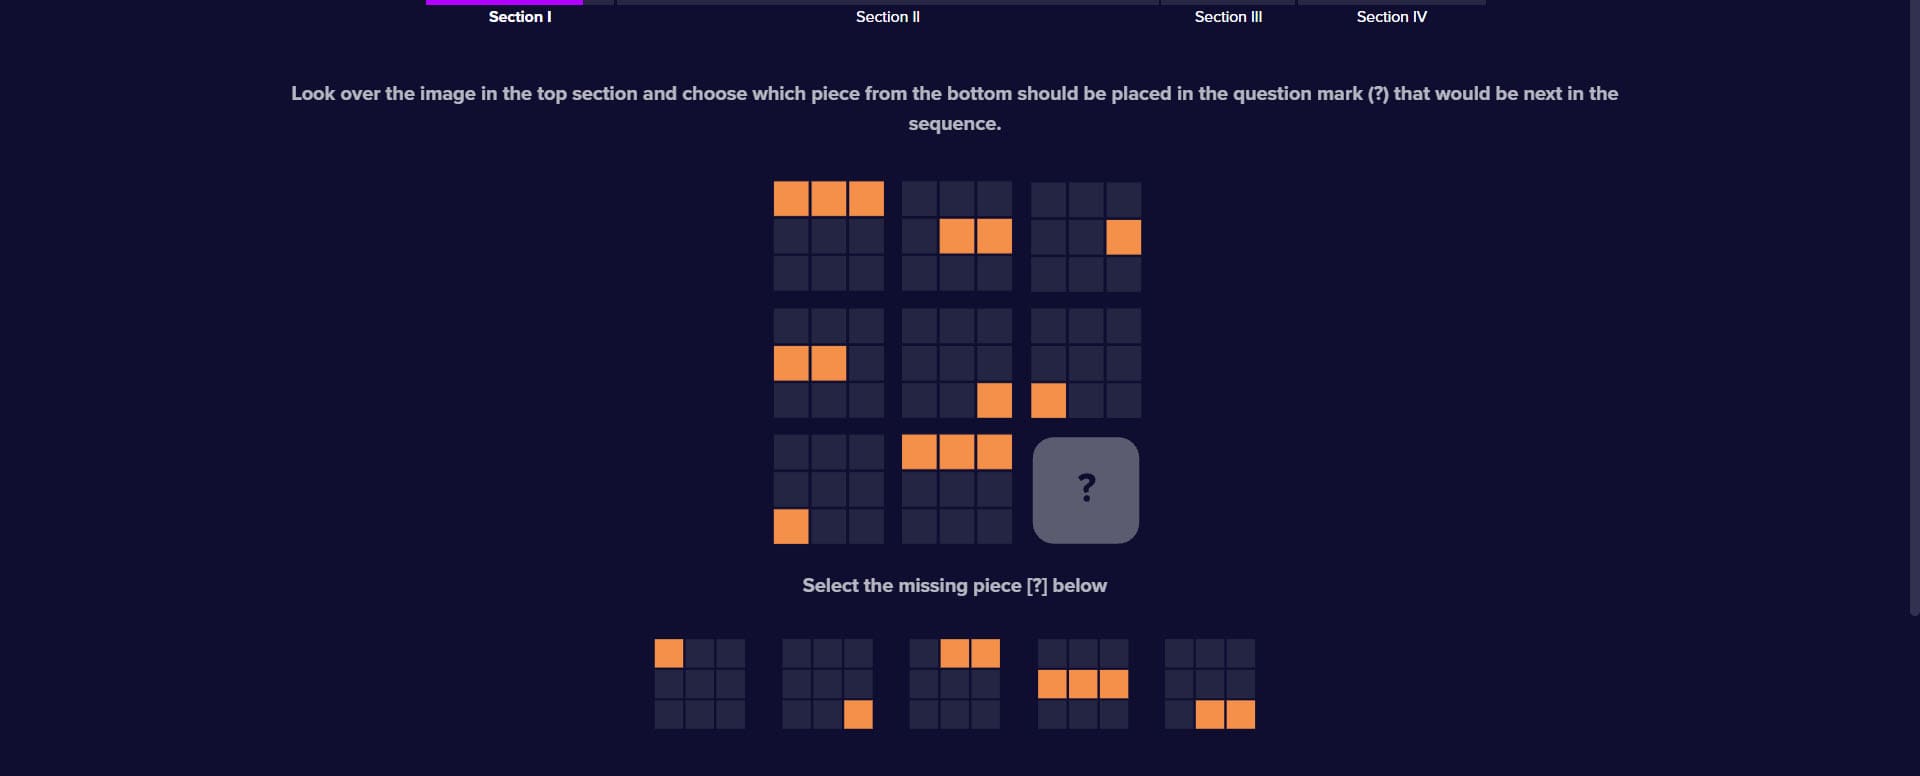 Section I
Section II
Section III
Section IV
Look over the image in the top section and choose which piece from the bottom should be placed in the question mark (?) that would be next in the
sequence.
?
Select the missing piece [?] below